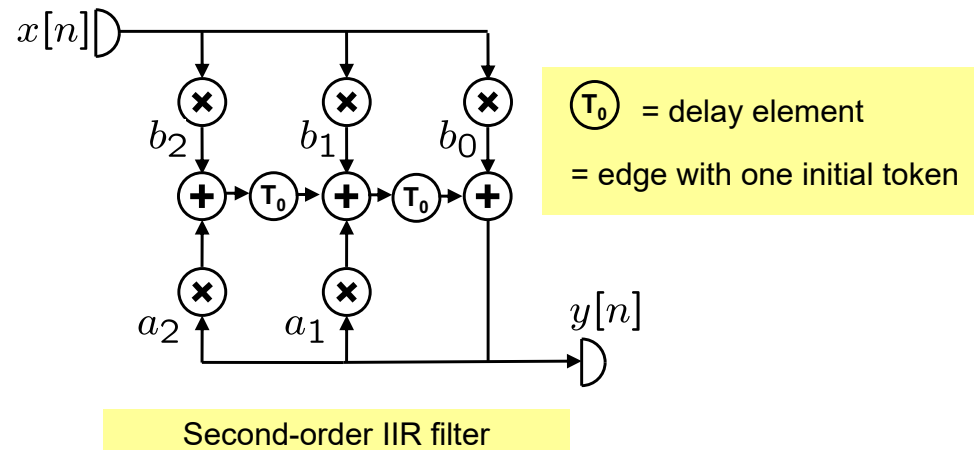 x[n]
b₂
b₁
b₀
T₀ = delay element
= edge with one initial token
T₀
T₀
a₂
a₁
y[n]
Second-order IIR filter